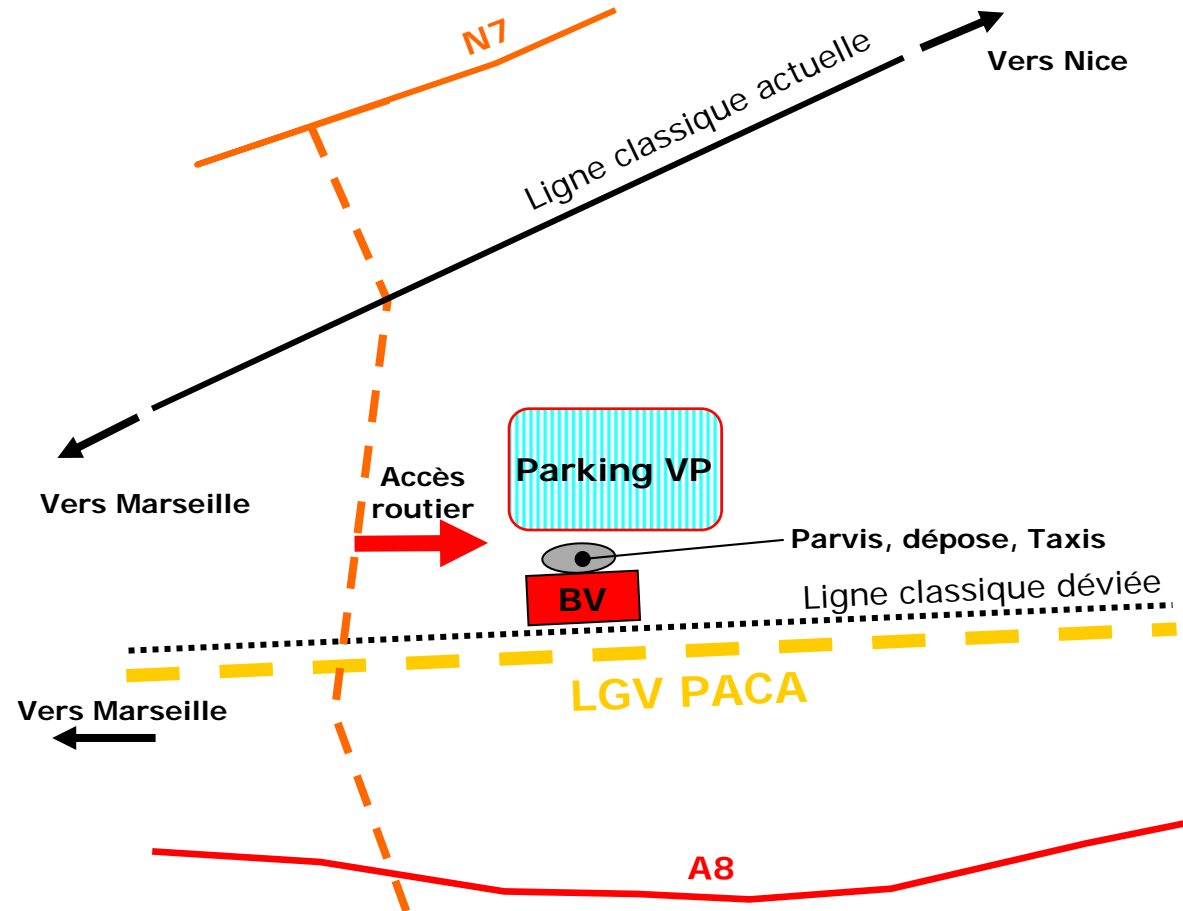 N7
Vers Nice
Ligne classique actuelle
Accès
routier
Parking VP
Vers Marseille
Parvis, dépose, Taxis
BV
Ligne classique déviée
LGV PACA
Vers Marseille
A8